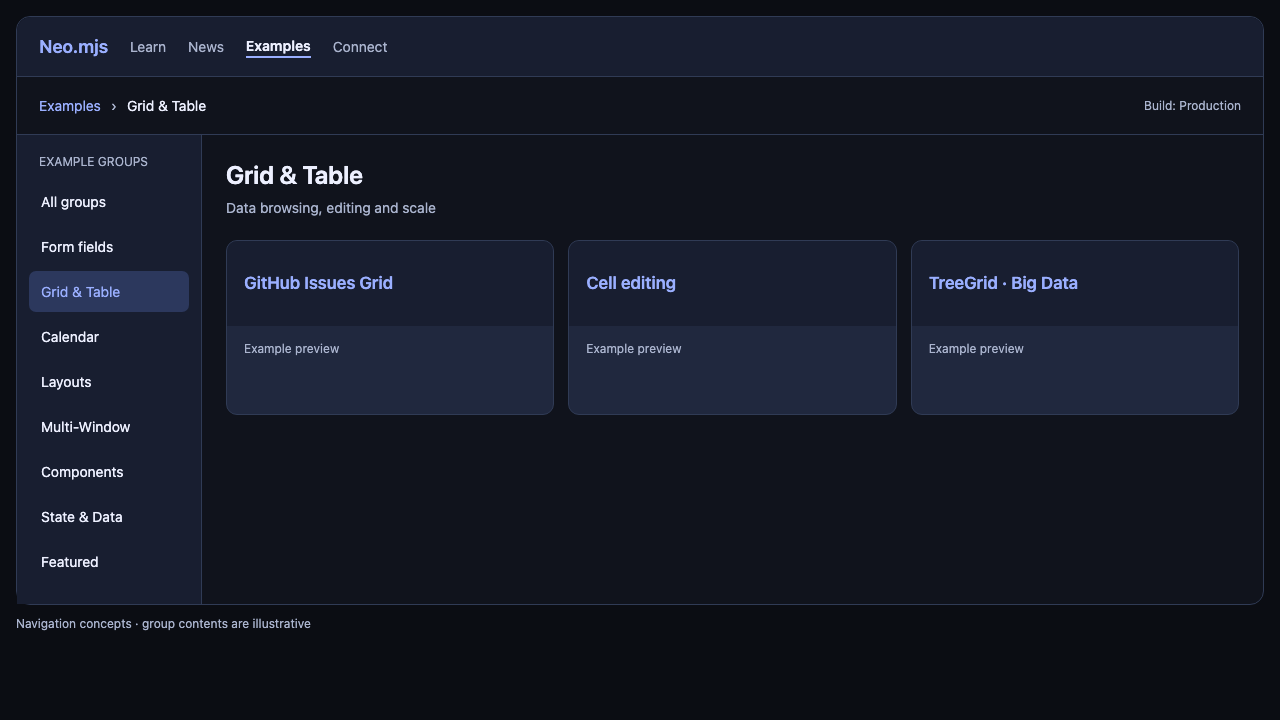 Neo.mjs Learn News Examples Connect
Examples › Grid & Table
Build: Production
EXAMPLE GROUPS
All groups
Form fields
Grid & Table
Calendar
Layouts
Multi-Window
Components
State & Data
Featured
Grid & Table
Data browsing, editing and scale
GitHub Issues Grid
Example preview
Cell editing
Example preview
TreeGrid · Big Data
Example preview
Navigation concepts · group contents are illustrative